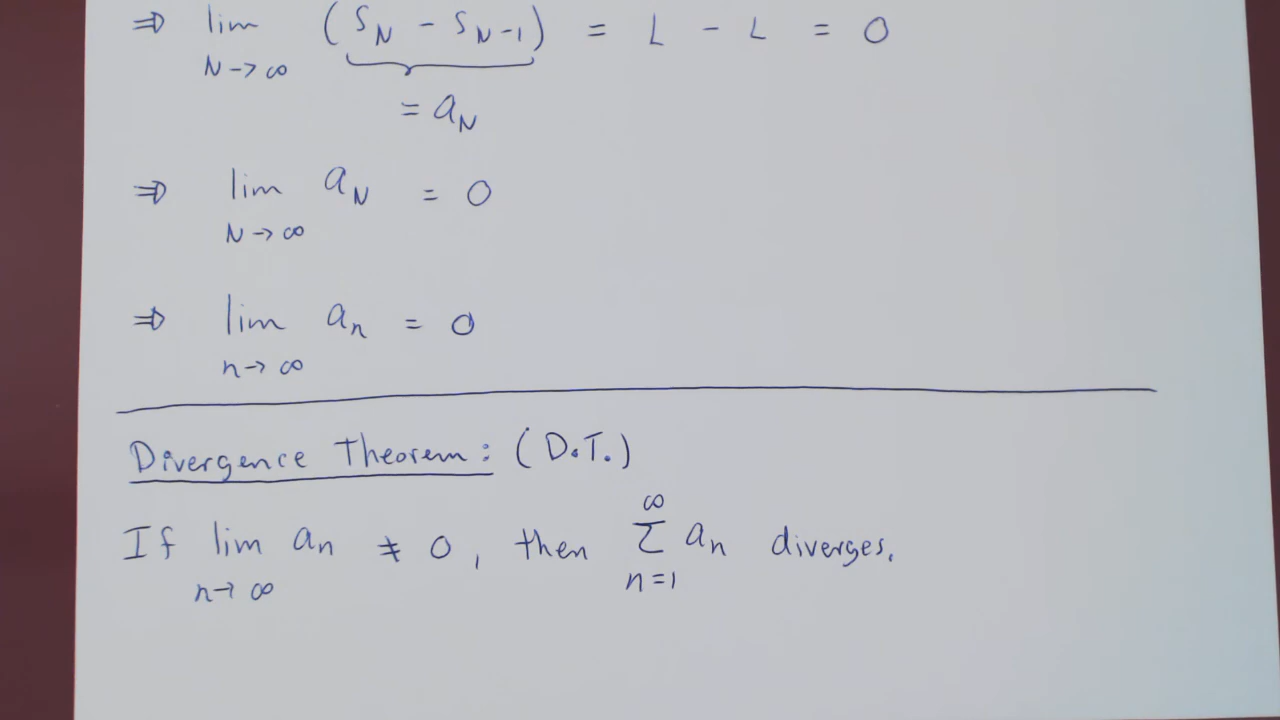 ⇒ lim (S_N - S_N-1) = L - L = 0
N→∞
= a_N
⇒ lim a_N = 0
N→∞
⇒ lim a_n = 0
n→∞
Divergence Theorem: (D.T.)
∞
If lim a_n ≠ 0, then Σ a_n diverges.
n→∞ n=1